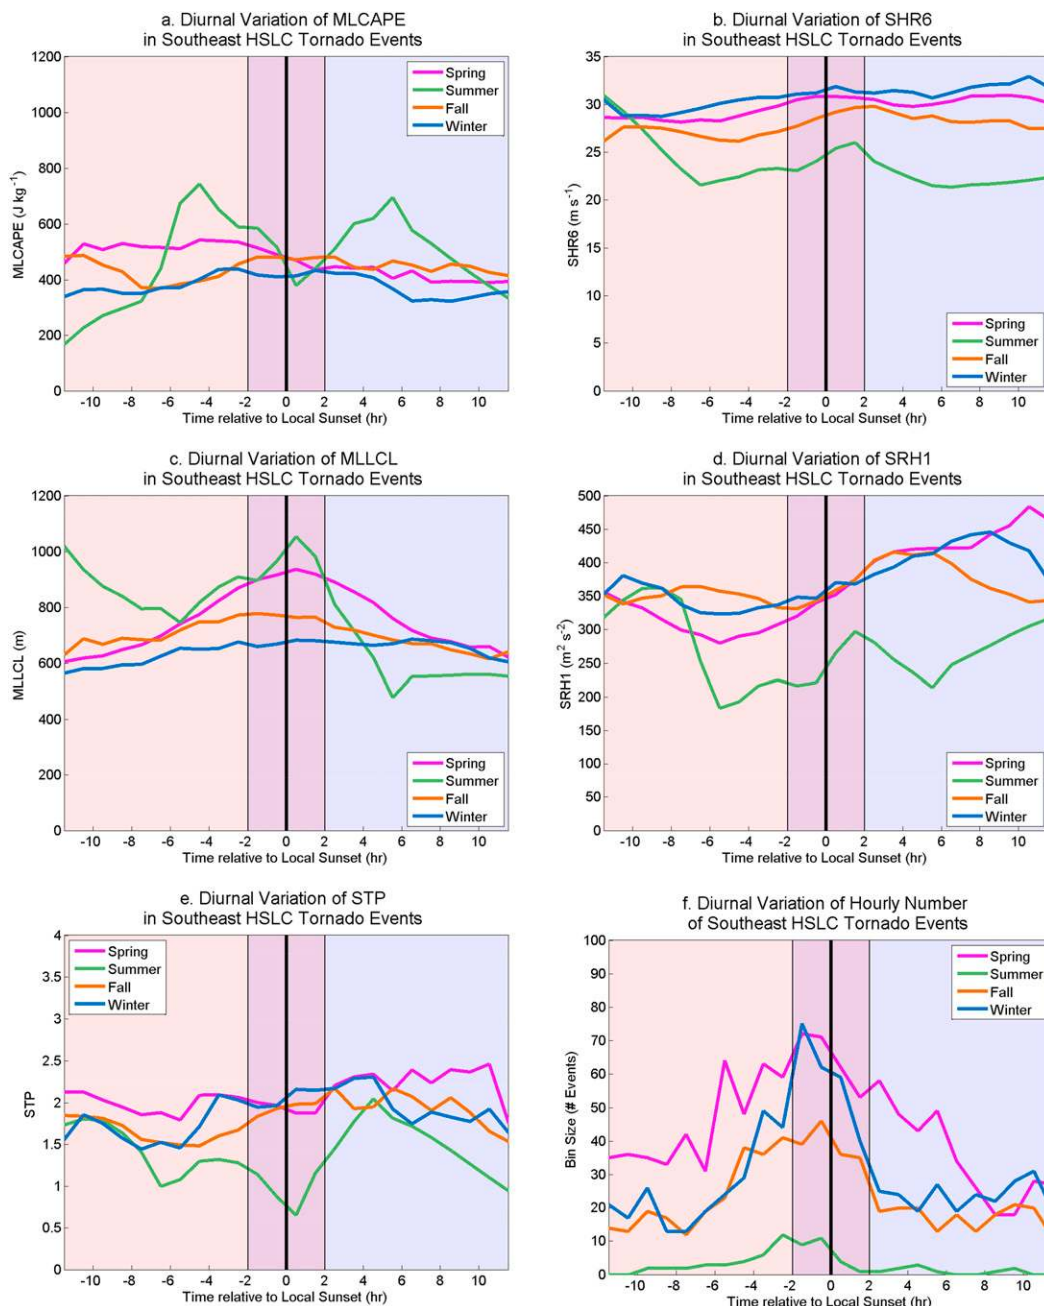 a. Diurnal Variation of MLCAPE
in Southeast HSLC Tornado Events
1200
1000
800
600
400
200
0
MLCAPE (J kg⁻¹)
Spring
Summer
Fall
Winter
-10 -8 -6 -4 -2 0 2 4 6 8 10
Time relative to Local Sunset (hr)
b. Diurnal Variation of SHR6
in Southeast HSLC Tornado Events
35
30
25
20
15
10
5
0
SHR6 (m s⁻¹)
Spring
Summer
Fall
Winter
-10 -8 -6 -4 -2 0 2 4 6 8 10
Time relative to Local Sunset (hr)
c. Diurnal Variation of MLLCL
in Southeast HSLC Tornado Events
1200
1000
800
600
400
200
0
MLLCL (m)
Spring
Summer
Fall
Winter
-10 -8 -6 -4 -2 0 2 4 6 8 10
Time relative to Local Sunset (hr)
d. Diurnal Variation of SRH1
in Southeast HSLC Tornado Events
500
450
400
350
300
250
200
150
100
50
0
SRH1 (m² s⁻²)
Spring
Summer
Fall
Winter
-10 -8 -6 -4 -2 0 2 4 6 8 10
Time relative to Local Sunset (hr)
e. Diurnal Variation of STP
in Southeast HSLC Tornado Events
4
3.5
3
2.5
2
1.5
1
0.5
0
STP
Spring
Summer
Fall
Winter
-10 -8 -6 -4 -2 0 2 4 6 8 10
Time relative to Local Sunset (hr)
f. Diurnal Variation of Hourly Number
of Southeast HSLC Tornado Events
100
90
80
70
60
50
40
30
20
10
0
Bin Size (# Events)
Spring
Summer
Fall
Winter
-10 -8 -6 -4 -2 0 2 4 6 8 10
Time relative to Local Sunset (hr)